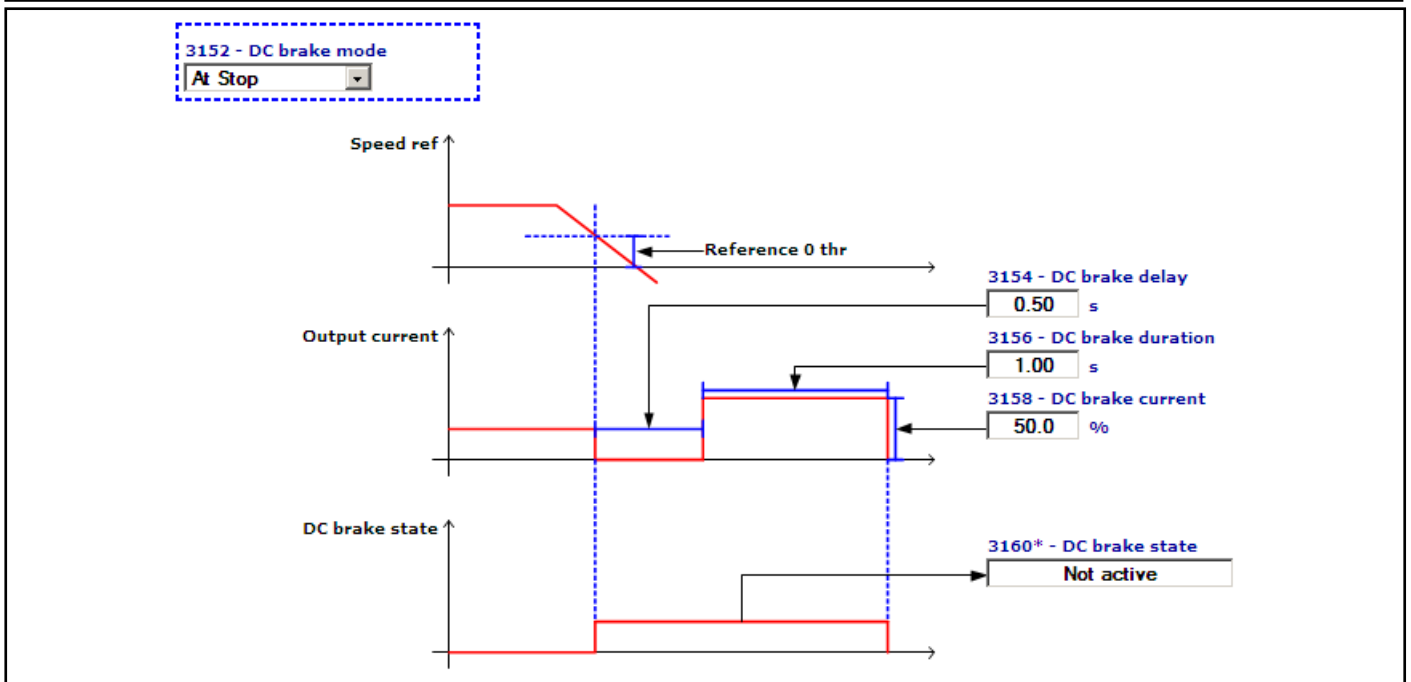 3152 - DC brake mode
At Stop
Speed ref
Reference 0 thr
3154 - DC brake delay
0.50 s
Output current
3156 - DC brake duration
1.00 s
3158 - DC brake current
50.0 %
DC brake state
3160* - DC brake state
Not active